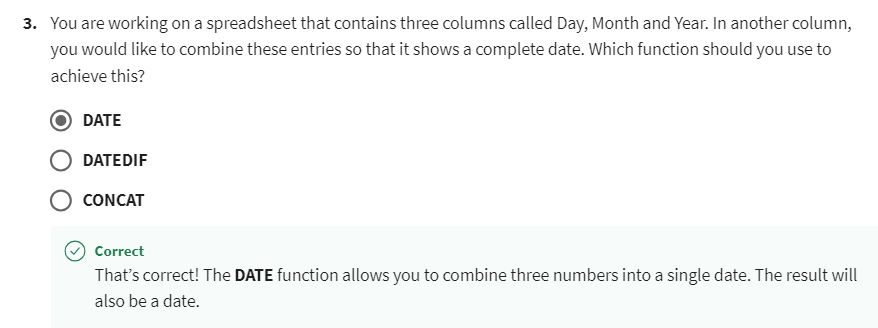 3. You are working on a spreadsheet that contains three columns called Day, Month and Year. In another column,
you would like to combine these entries so that it shows a complete date. Which function should you use to
achieve this?
DATE
DATEDIF
CONCAT
Correct
That’s correct! The DATE function allows you to combine three numbers into a single date. The result will
also be a date.